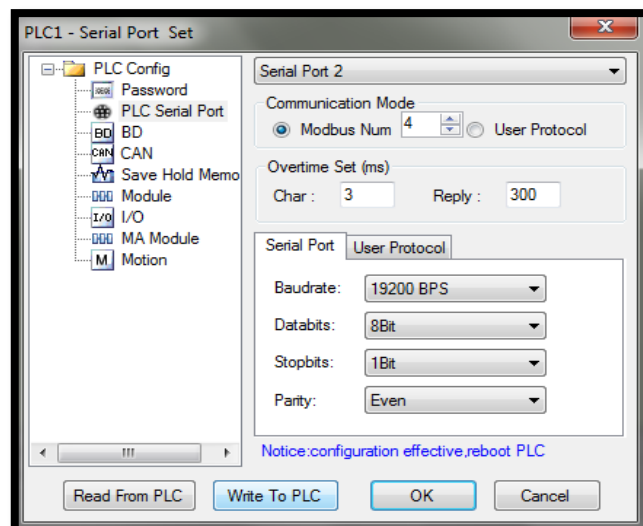 PLC1 - Serial Port Set
PLC Config
Password
PLC Serial Port
BD
CAN
Save Hold Memo
Module
I/O
MA Module
Motion
Serial Port 2
Communication Mode
Modbus Num 4 User Protocol
Overtime Set (ms)
Char : 3 Reply : 300
Serial Port User Protocol
Baudrate: 19200 BPS
Databits: 8Bit
Stopbits: 1Bit
Parity: Even
Notice:configuration effective,reboot PLC
Read From PLC Write To PLC OK Cancel